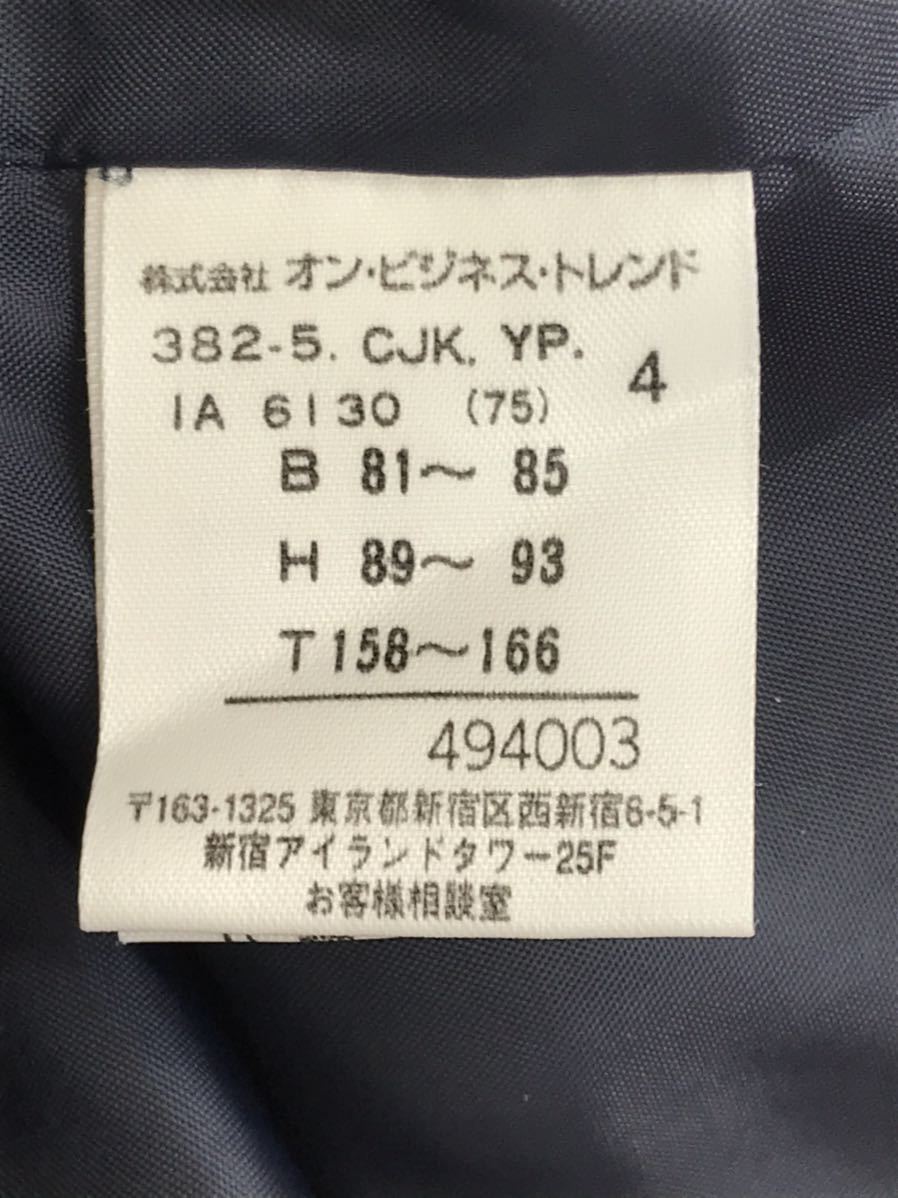 株式会社 オン・ビジネス・トレンド
382-5. CJK. YP.
4
IA 6130 (75)
B 81～ 85
H 89～ 93
T158～166
494003
〒163-1325 東京都新宿区西新宿6-5-1
新宿アイランドタワー25F
お客様相談室